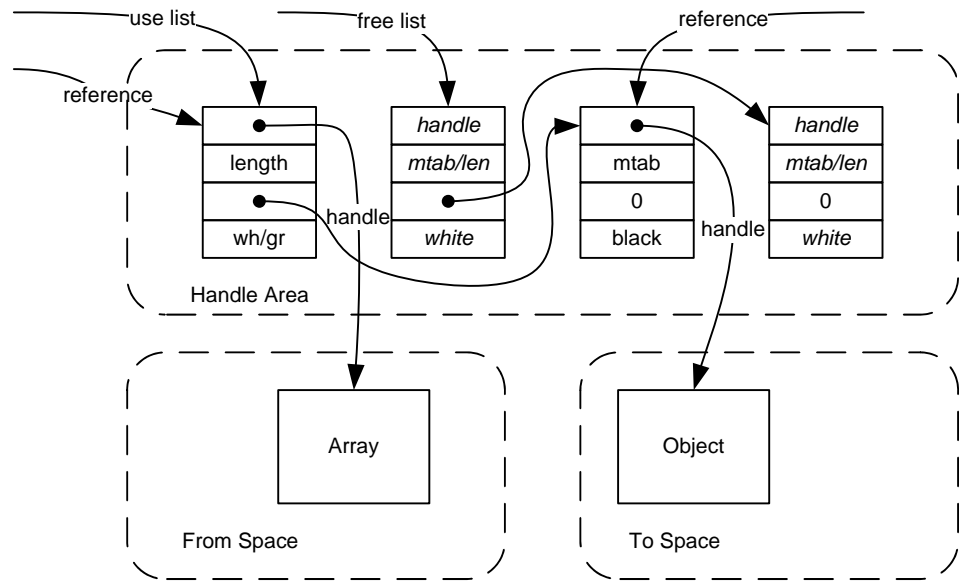 use list
free list
reference
reference
handle
mtab/len
handle
mtab/len
length
mtab
0
0
wh/gr
white
black
white
handle
handle
Handle Area
Array
Object
From Space
To Space